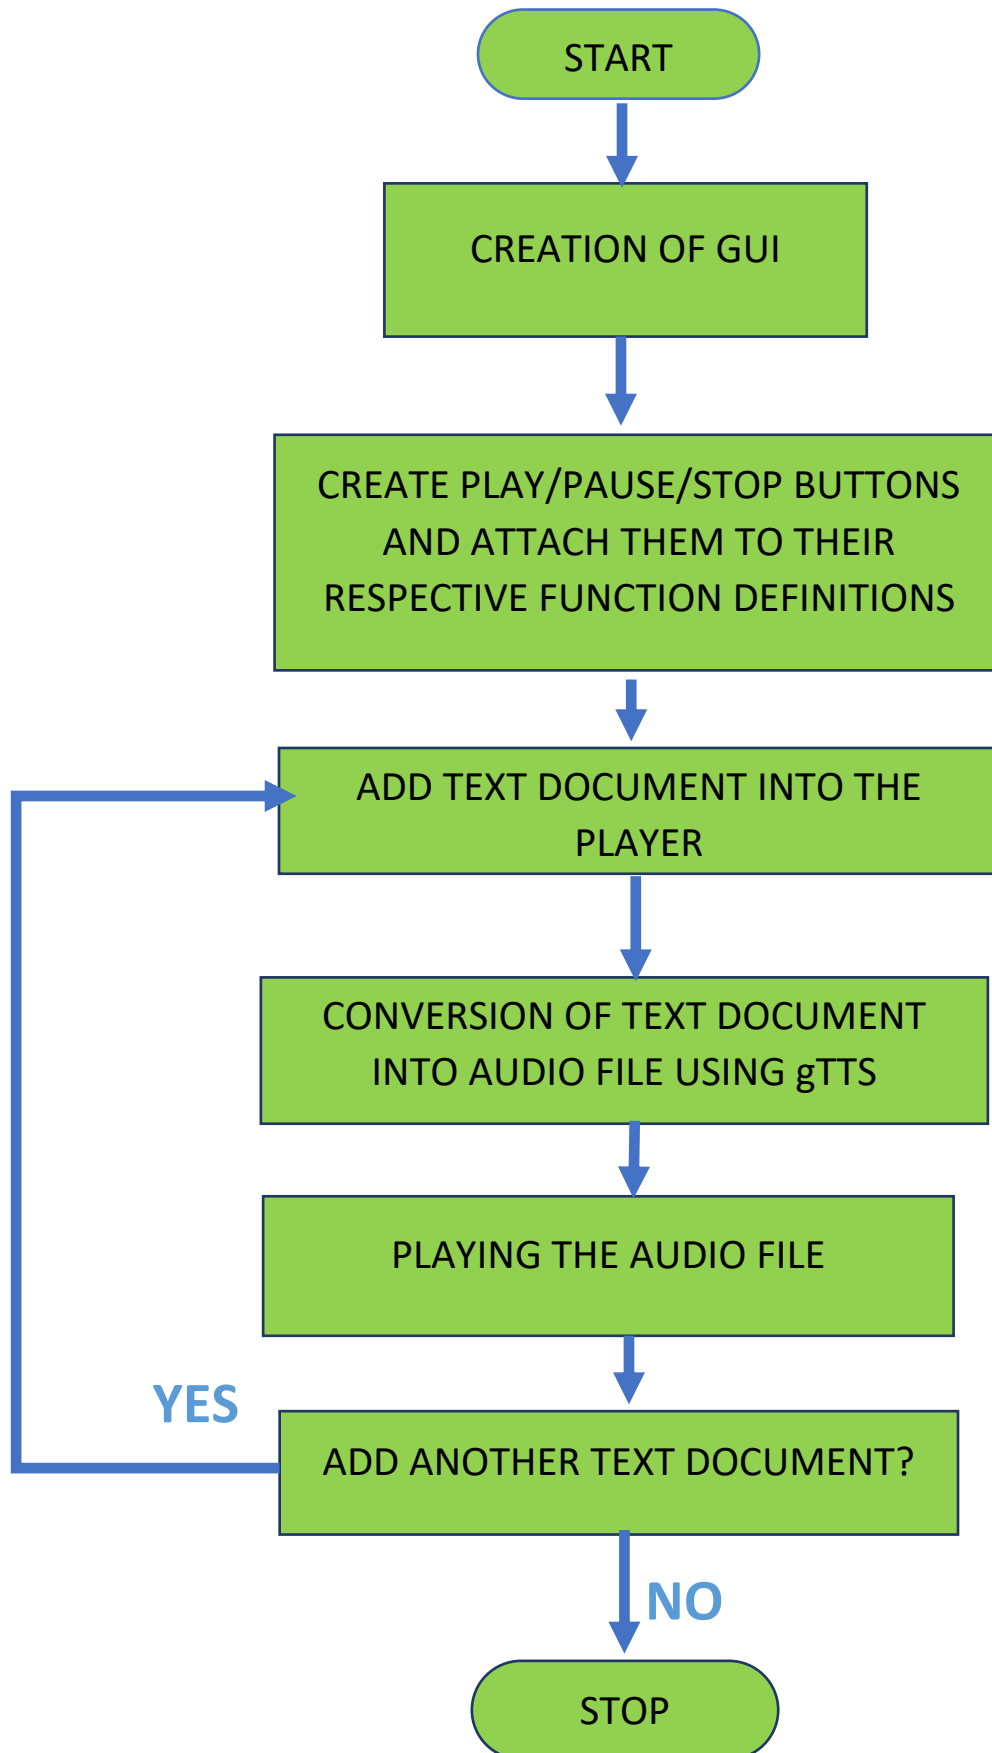 START
CREATION OF GUI
CREATE PLAY/PAUSE/STOP BUTTONS
AND ATTACH THEM TO THEIR
RESPECTIVE FUNCTION DEFINITIONS
ADD TEXT DOCUMENT INTO THE
PLAYER
CONVERSION OF TEXT DOCUMENT
INTO AUDIO FILE USING gTTS
PLAYING THE AUDIO FILE
YES
ADD ANOTHER TEXT DOCUMENT?
NO
STOP